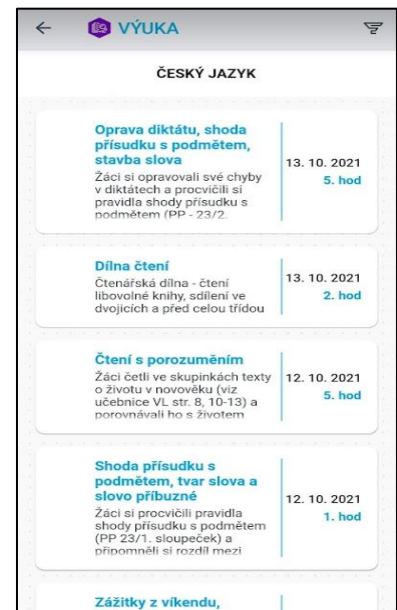 VÝUKA
ČESKÝ JAZYK
Oprava diktátu, shoda
přísudku s podmětem,
stavba slova
Žáci si opravovali své chyby
v diktátech a procvičili si
pravidla shody přísudku s
podmětem (PP - 23/2.
13. 10. 2021
5. hod
Dílna čtení
Čtenářská dílna - čtení
libovolné knihy, sdílení ve
dvojicích a před celou třídou
13. 10. 2021
2. hod
Čtení s porozuměním
Žáci četli ve skupinkách texty
o životu v novověku (viz
učebnice VL str. 8, 10-13) a
porovnávali ho s životem
12. 10. 2021
5. hod
Shoda přísudku s
podmětem, tvar slova a
slovo příbuzné
Žáci si procvičili pravidla
shody přísudku s podmětem
(PP 23/1. sloupeček) a
připomněli si rozdíl mezi
12. 10. 2021
1. hod
Zážitky z víkendu,